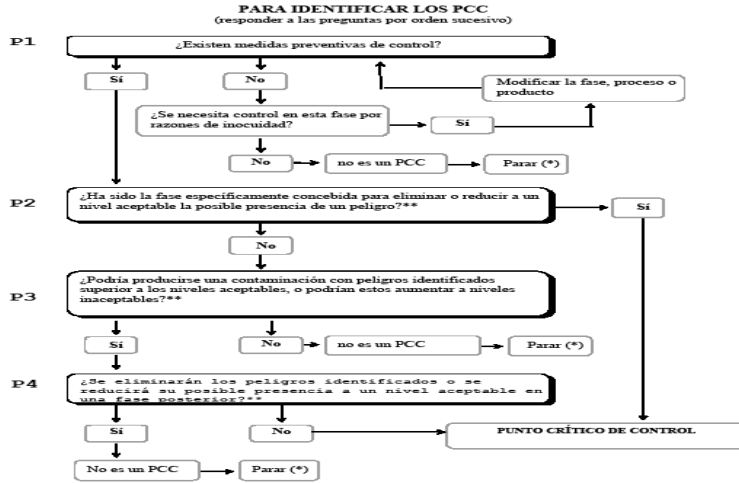 PARA IDENTIFICAR LOS PCC
(responder a las preguntas por orden sucesivo)
P1
¿Existen medidas preventivas de control?
Sí
No
Modificar la fase, proceso o
producto
¿Se necesita control en esta fase por
razones de inocuidad?
Sí
No
no es un PCC
Parar (*)
P2
¿Ha sido la fase específicamente concebida para eliminar o reducir a un
nivel aceptable la posible presencia de un peligro?**
Sí
No
P3
¿Podría producirse una contaminación con peligros identificados
superior a los niveles aceptables, o podrían estos aumentar a niveles
inaceptables?**
Sí
No
no es un PCC
Parar (*)
P4
¿Se eliminarán los peligros identificados o se
reducirá su posible presencia a un nivel aceptable en
una fase posterior?**
Sí
No
PUNTO CRÍTICO DE CONTROL
No es un PCC
Parar (*)